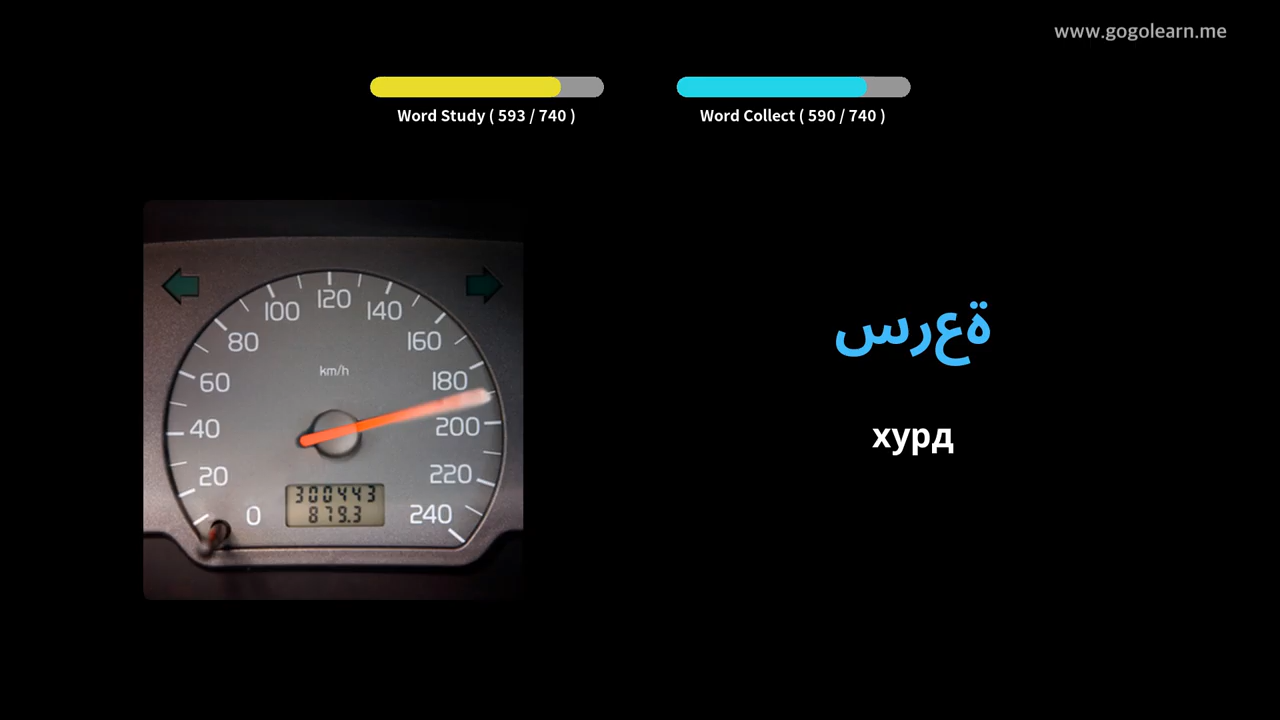 www.gogolearn.me
Word Study ( 593 / 740 )
Word Collect ( 590 / 740 )
0
20
40
60
80
100
120
140
160
180
200
220
240
km/h
300443
879.3
ةعرس
хурд